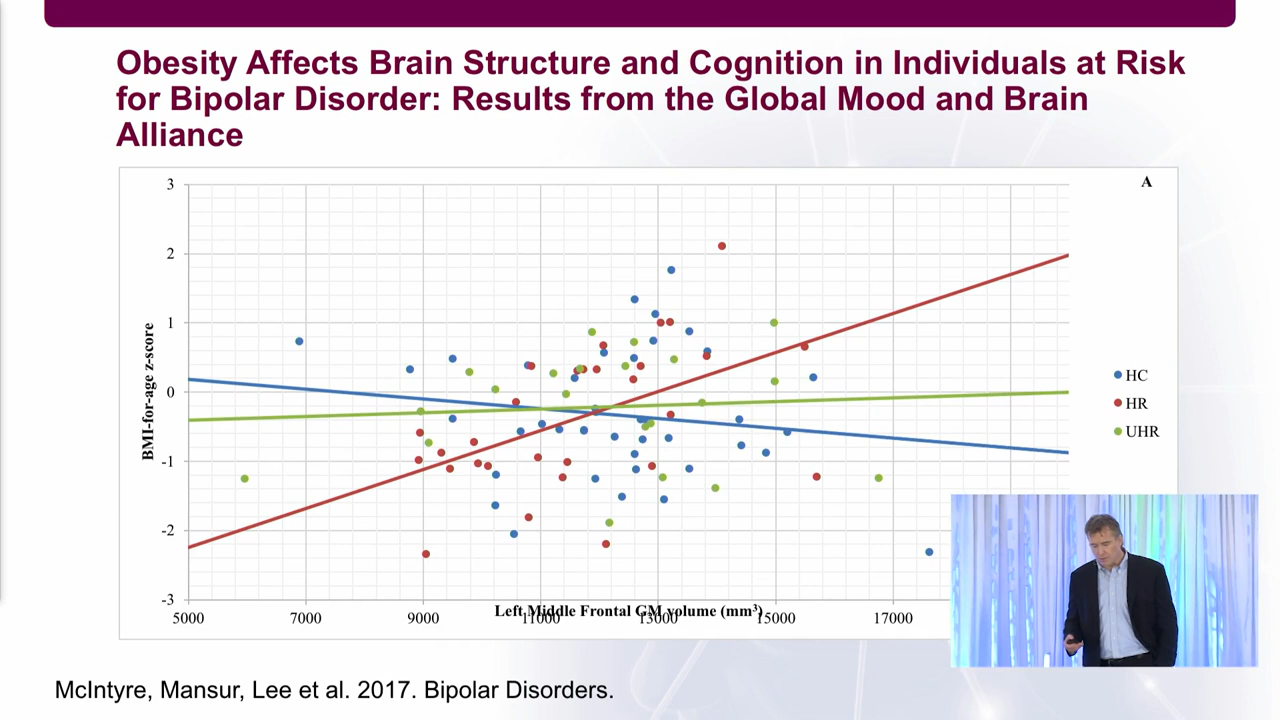 Obesity Affects Brain Structure and Cognition in Individuals at Risk
for Bipolar Disorder: Results from the Global Mood and Brain
Alliance
A
3
2
1
0
-1
-2
-3
BMI-for-age z-score
HC
HR
UHR
Left Middle Frontal GM volume (mm³)
5000 7000 9000 11000 13000 15000 17000
McIntyre, Mansur, Lee et al. 2017. Bipolar Disorders.